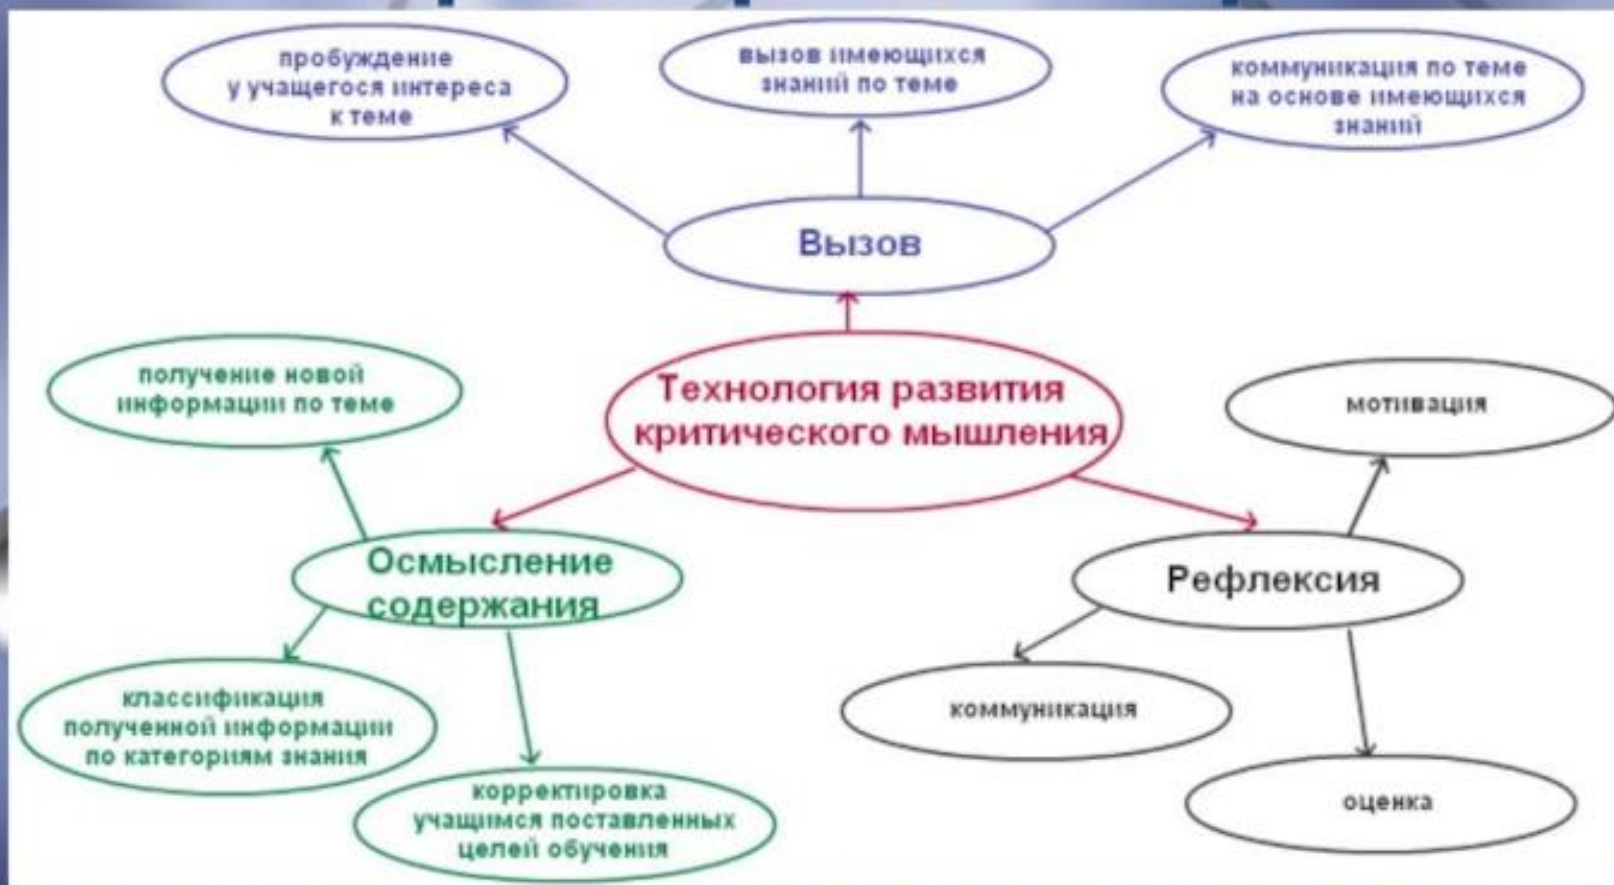 пробуждение
у учащегося интереса
к теме
вызов имеющихся
знаний по теме
коммуникация по теме
на основе имеющихся
знаний
Вызов
Технология развития
критического мышления
получение новой
информации по теме
мотивация
Осмысление
содержания
Рефлексия
классификация
полученной информации
по категориям знания
коммуникация
корректировка
учащимся поставленных
целей обучения
оценка